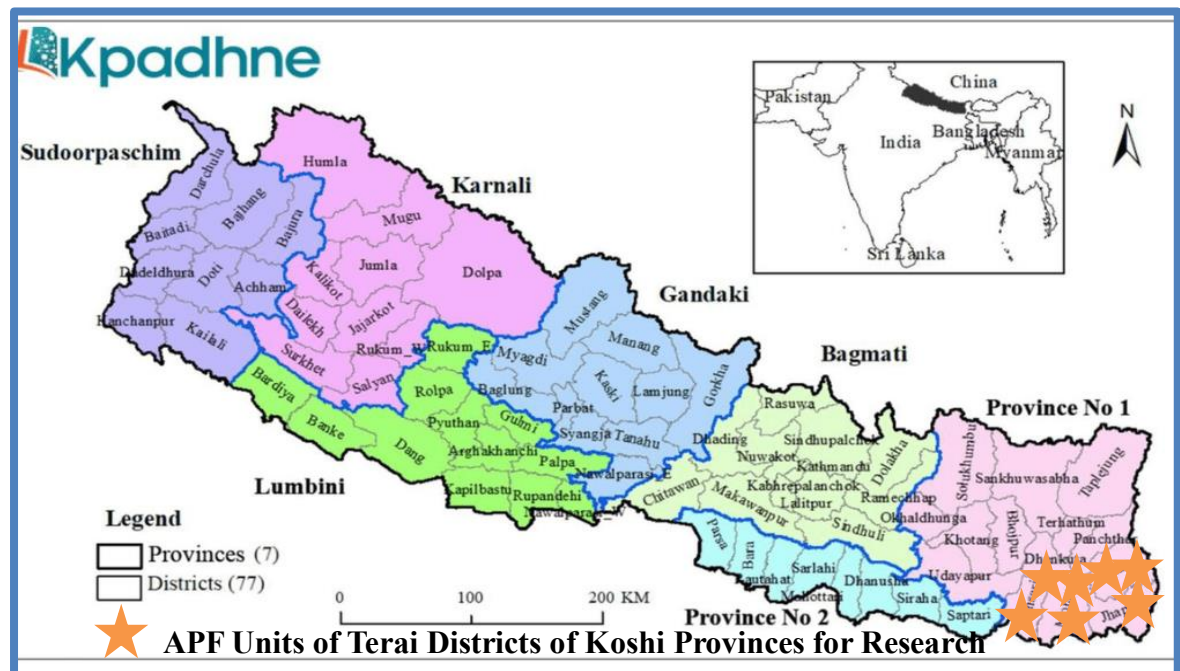 Kpadhne
China
Pakistan
India
Bangladesh
Myanmar
Sri Lanka
N
Sudoorpaschim
Darchula
Bajhang
Bajura
Baitadi
Dadeldhura
Doti
Achham
Kanchanpur
Kailali
Karnali
Humla
Mugu
Jumla
Dolpa
Kalikot
Dailekh
Jajarkot
Rukum_W
Surkhet
Salyan
Gandaki
Mustang
Manang
Myagdi
Kaski
Lamjung
Gorkha
Baglung
Parbat
Syangja
Tanahu
Nawalparasi_E
Lumbini
Rukum_E
Rolpa
Bardiya
Banke
Dang
Pyuthan
Gulmi
Arghakhanchi
Palpa
Kapilbastu
Rupandehi
Nawalparasi_W
Bagmati
Rasuwa
Dhading
Sindhupalchok
Nuwakot
Kathmandu
Dolakha
Kabhrepalanchok
Lalitpur
Ramechhap
Chitawan
Makawanpur
Sindhuli
Province No 1
Solukhumbu
Sankhuwasabha
Taplejung
Okhaldhunga
Khotang
Bhojpur
Terhathum
Panchther
Dhankuta
Udayapur
Jhapa
Province No 2
Parsa
Bara
Sarlahi
Mohottari
Dhanusha
Siraha
Saptari
Legend
Provinces (7)
Districts (77)
0 100 200 KM
APF Units of Terai Districts of Koshi Provinces for Research